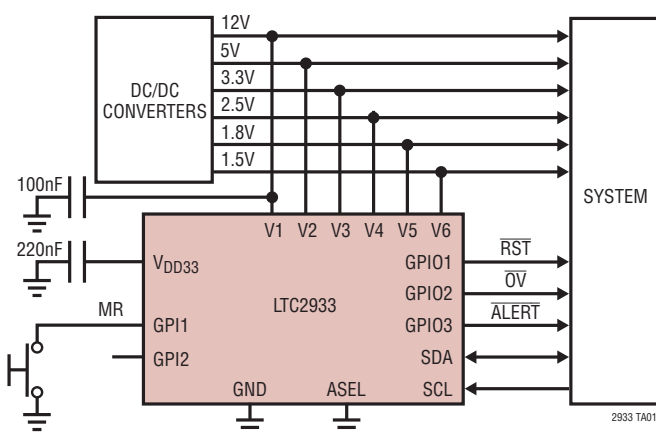 12V
5V
3.3V
2.5V
1.8V
1.5V
DC/DC
CONVERTERS
SYSTEM
100nF
220nF
V1 V2 V3 V4 V5 V6
VDD33
GPIO1
RST
GPIO2
OV
LTC2933
MR
GPI1
GPIO3
ALERT
GPI2
SDA
GND
ASEL
SCL
2933 TA01